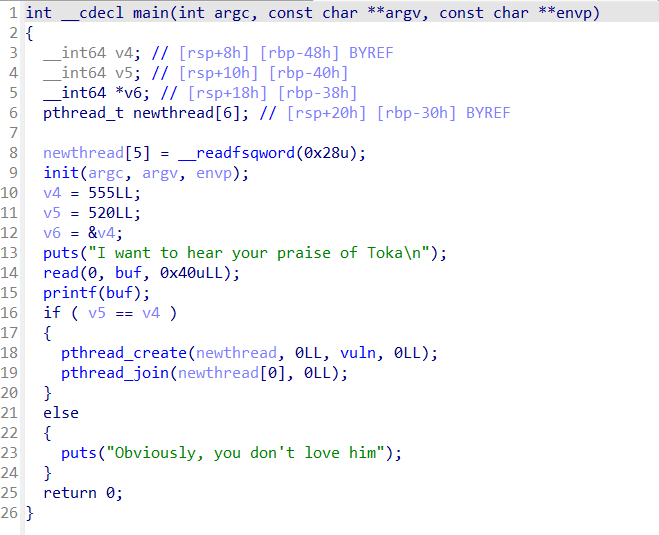 1 int __cdecl main(int argc, const char **argv, const char **envp)
2 {
3   __int64 v4; // [rsp+8h] [rbp-48h] BYREF
4   __int64 v5; // [rsp+10h] [rbp-40h]
5   __int64 *v6; // [rsp+18h] [rbp-38h]
6   pthread_t newthread[6]; // [rsp+20h] [rbp-30h] BYREF
7
8   newthread[5] = __readfsqword(0x28u);
9   init(argc, argv, envp);
10   v4 = 555LL;
11   v5 = 520LL;
12   v6 = &v4;
13   puts("I want to hear your praise of Toka\n");
14   read(0, buf, 0x40uLL);
15   printf(buf);
16   if ( v5 == v4 )
17   {
18     pthread_create(newthread, 0LL, vuln, 0LL);
19     pthread_join(newthread[0], 0LL);
20   }
21   else
22   {
23     puts("Obviously, you don't love him");
24   }
25   return 0;
26 }